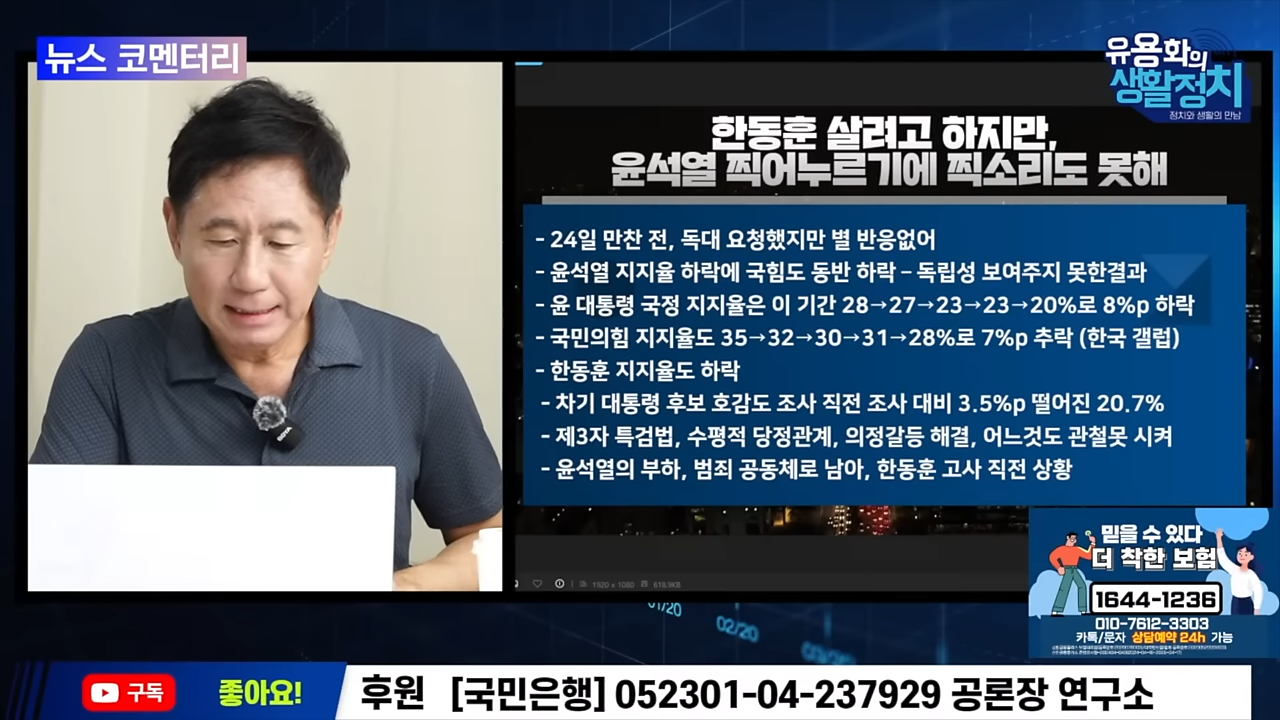 뉴스 코멘터리
유용화의
생활정치
정치와 생활의 만남
한동훈 살려고 하지만,
윤석열 찍어누르기에 찍소리도 못해
- 24일 만찬 전, 독대 요청했지만 별 반응없어
- 윤석열 지지율 하락에 국힘도 동반 하락 – 독립성 보여주지 못한결과
- 윤 대통령 국정 지지율은 이 기간 28→27→23→23→20%로 8%p 하락
- 국민의힘 지지율도 35→32→30→31→28%로 7%p 추락 (한국 갤럽)
- 한동훈 지지율도 하락
- 차기 대통령 후보 호감도 조사 직전 조사 대비 3.5%p 떨어진 20.7%
- 제3자 특검법, 수평적 당정관계, 의정갈등 해결, 어느것도 관철못 시켜
- 윤석열의 부하, 범죄 공동체로 남아, 한동훈 고사 직전 상황
1920 x 1080 619.9KB
믿을 수 있다
더 착한 보험
1644-1236
010-7612-3303
카톡/문자 상담예약 24h 가능
01/20
02/20
구독
좋아요!
후원 [국민은행] 052301-04-237929 공론장 연구소